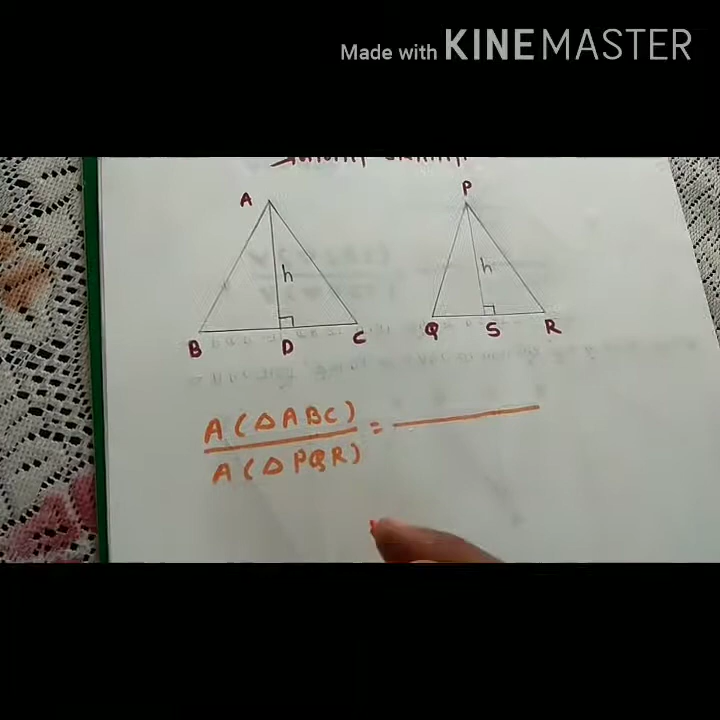 Made with KINEMASTER
A
P
h
h
B
D
C
Q
S
R
A(△ABC)
=
A(△PQR)